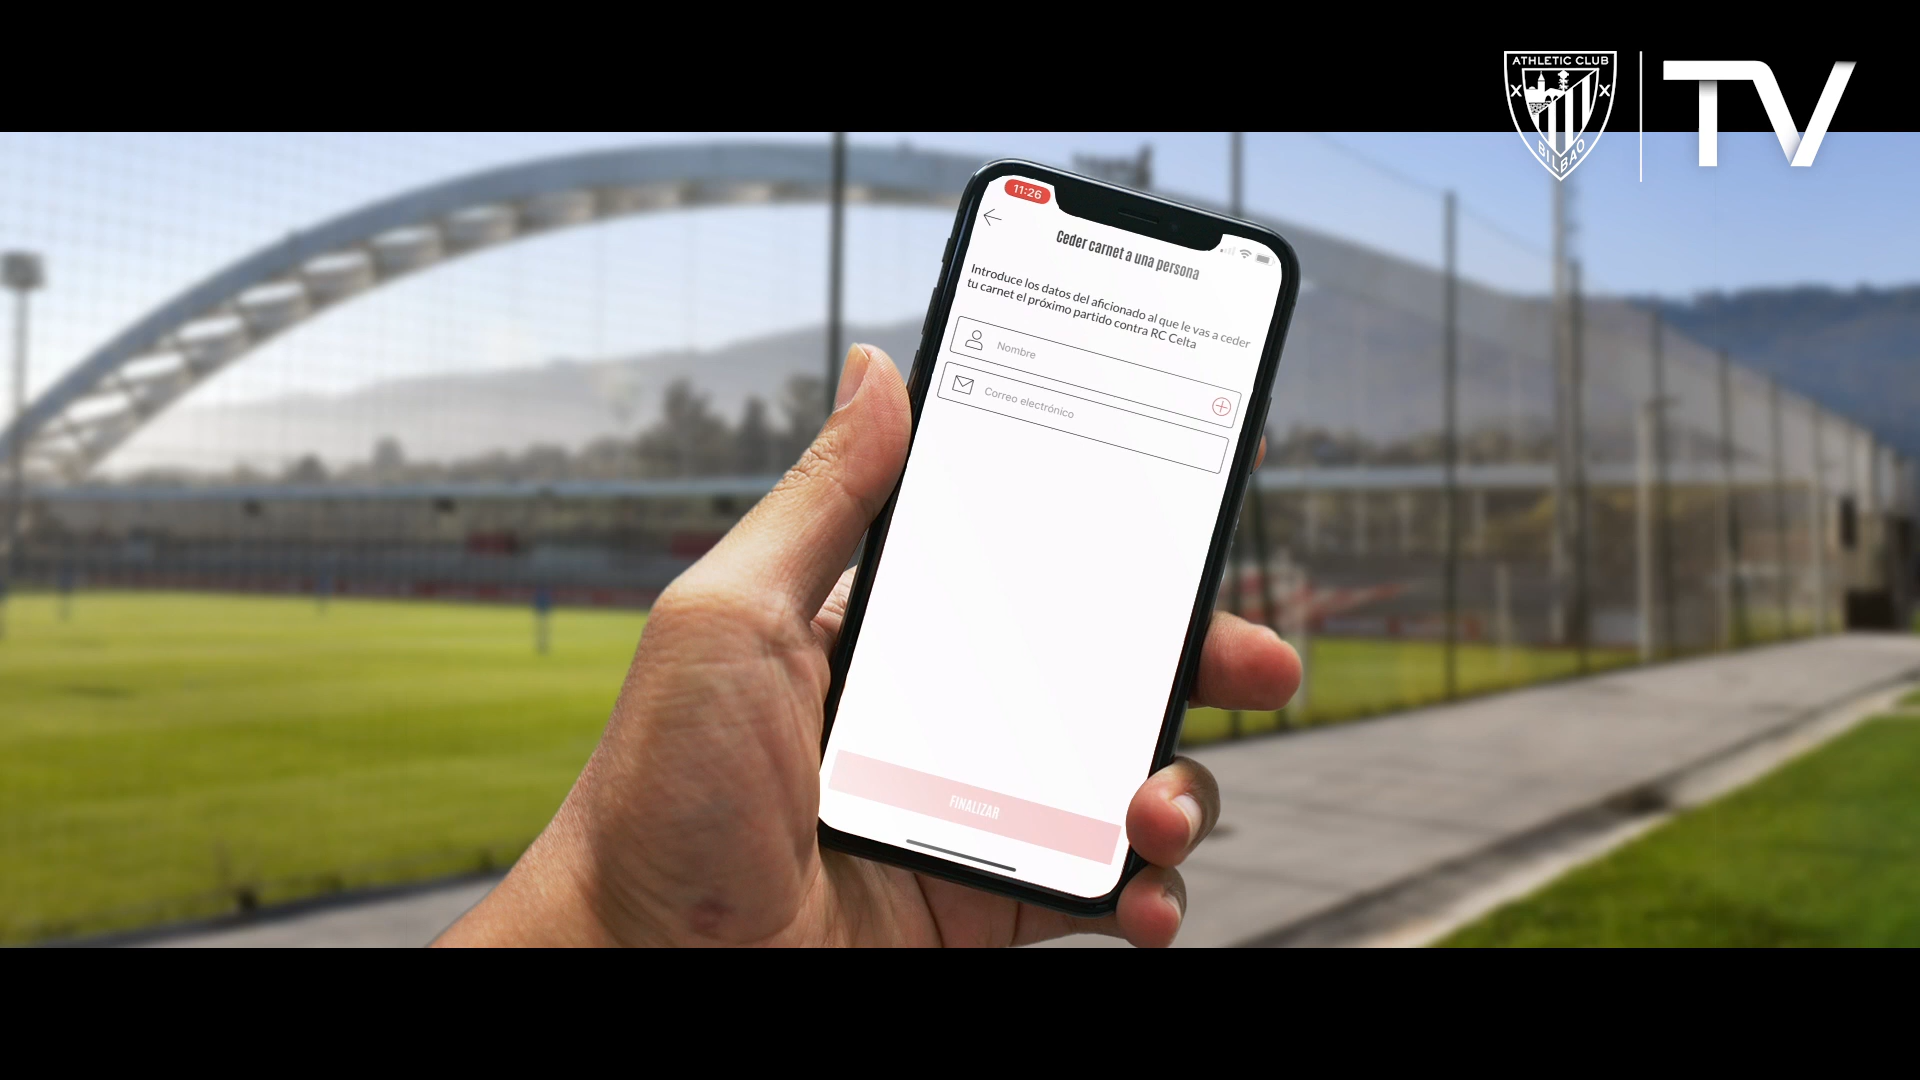 ATHLETIC CLUB
BILBAO
TV
11:26
Ceder carnet a una persona
Introduce los datos del aficionado al que le vas a ceder
tu carnet el próximo partido contra RC Celta
Nombre
Correo electrónico
FINALIZAR